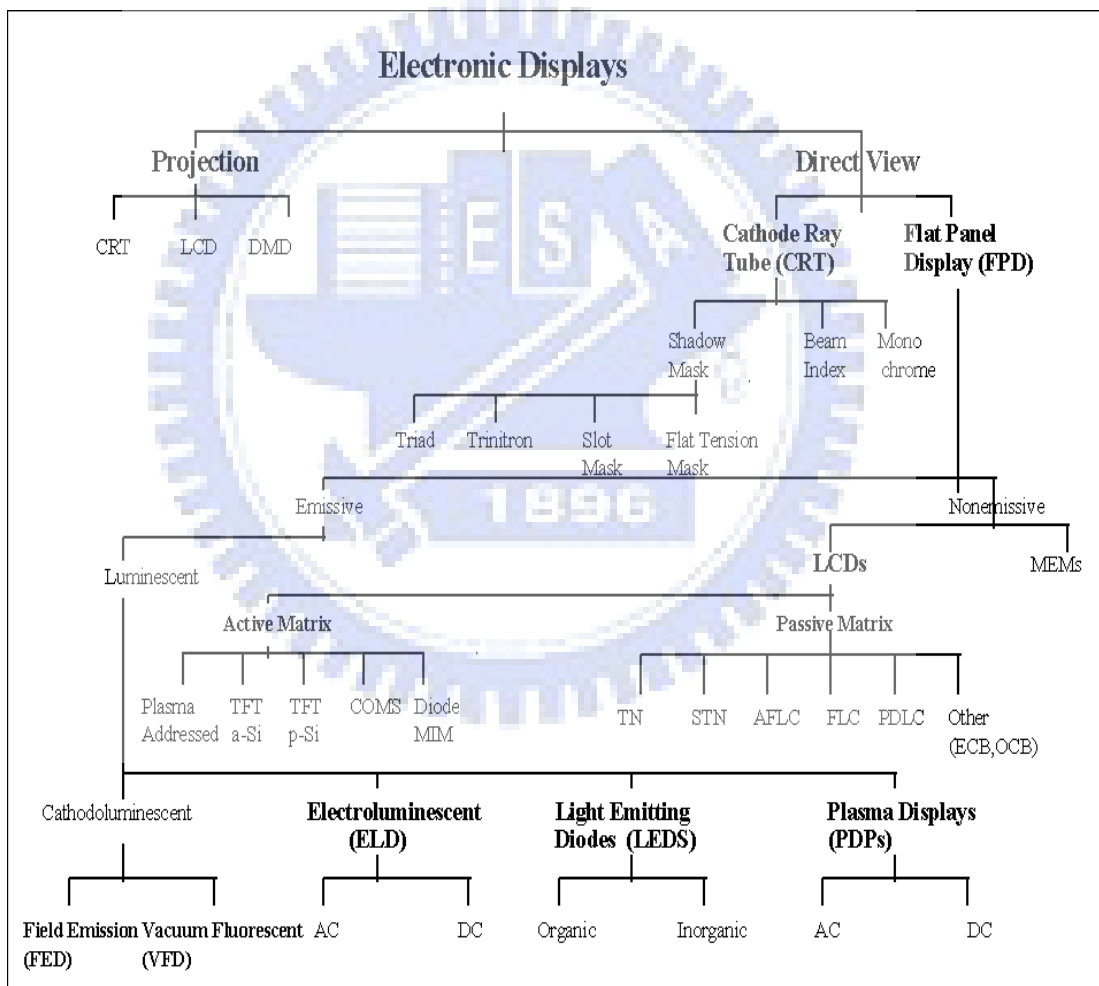 Electronic Displays
Projection
Direct View
CRT
LCD
DMD
Cathode Ray
Tube (CRT)
Flat Panel
Display (FPD)
Shadow
Mask
Beam
Index
Mono
chrome
Triad
Trinitron
Slot
Mask
Flat Tension
Mask
Emissive
Nonemissive
ESA
1896
Luminescent
LCDs
MEMs
Active Matrix
Passive Matrix
Plasma
Addressed
TFT
a-Si
TFT
p-Si
COMS
Diode
MIM
TN
STN
AFLC
FLC
PDLC
Other
(ECB,OCB)
Cathodoluminescent
Electroluminescent
(ELD)
Light Emitting
Diodes (LEDS)
Plasma Displays
(PDPs)
Field Emission
(FED)
Vacuum Fluorescent
(VFD)
AC
DC
Organic
Inorganic
AC
DC